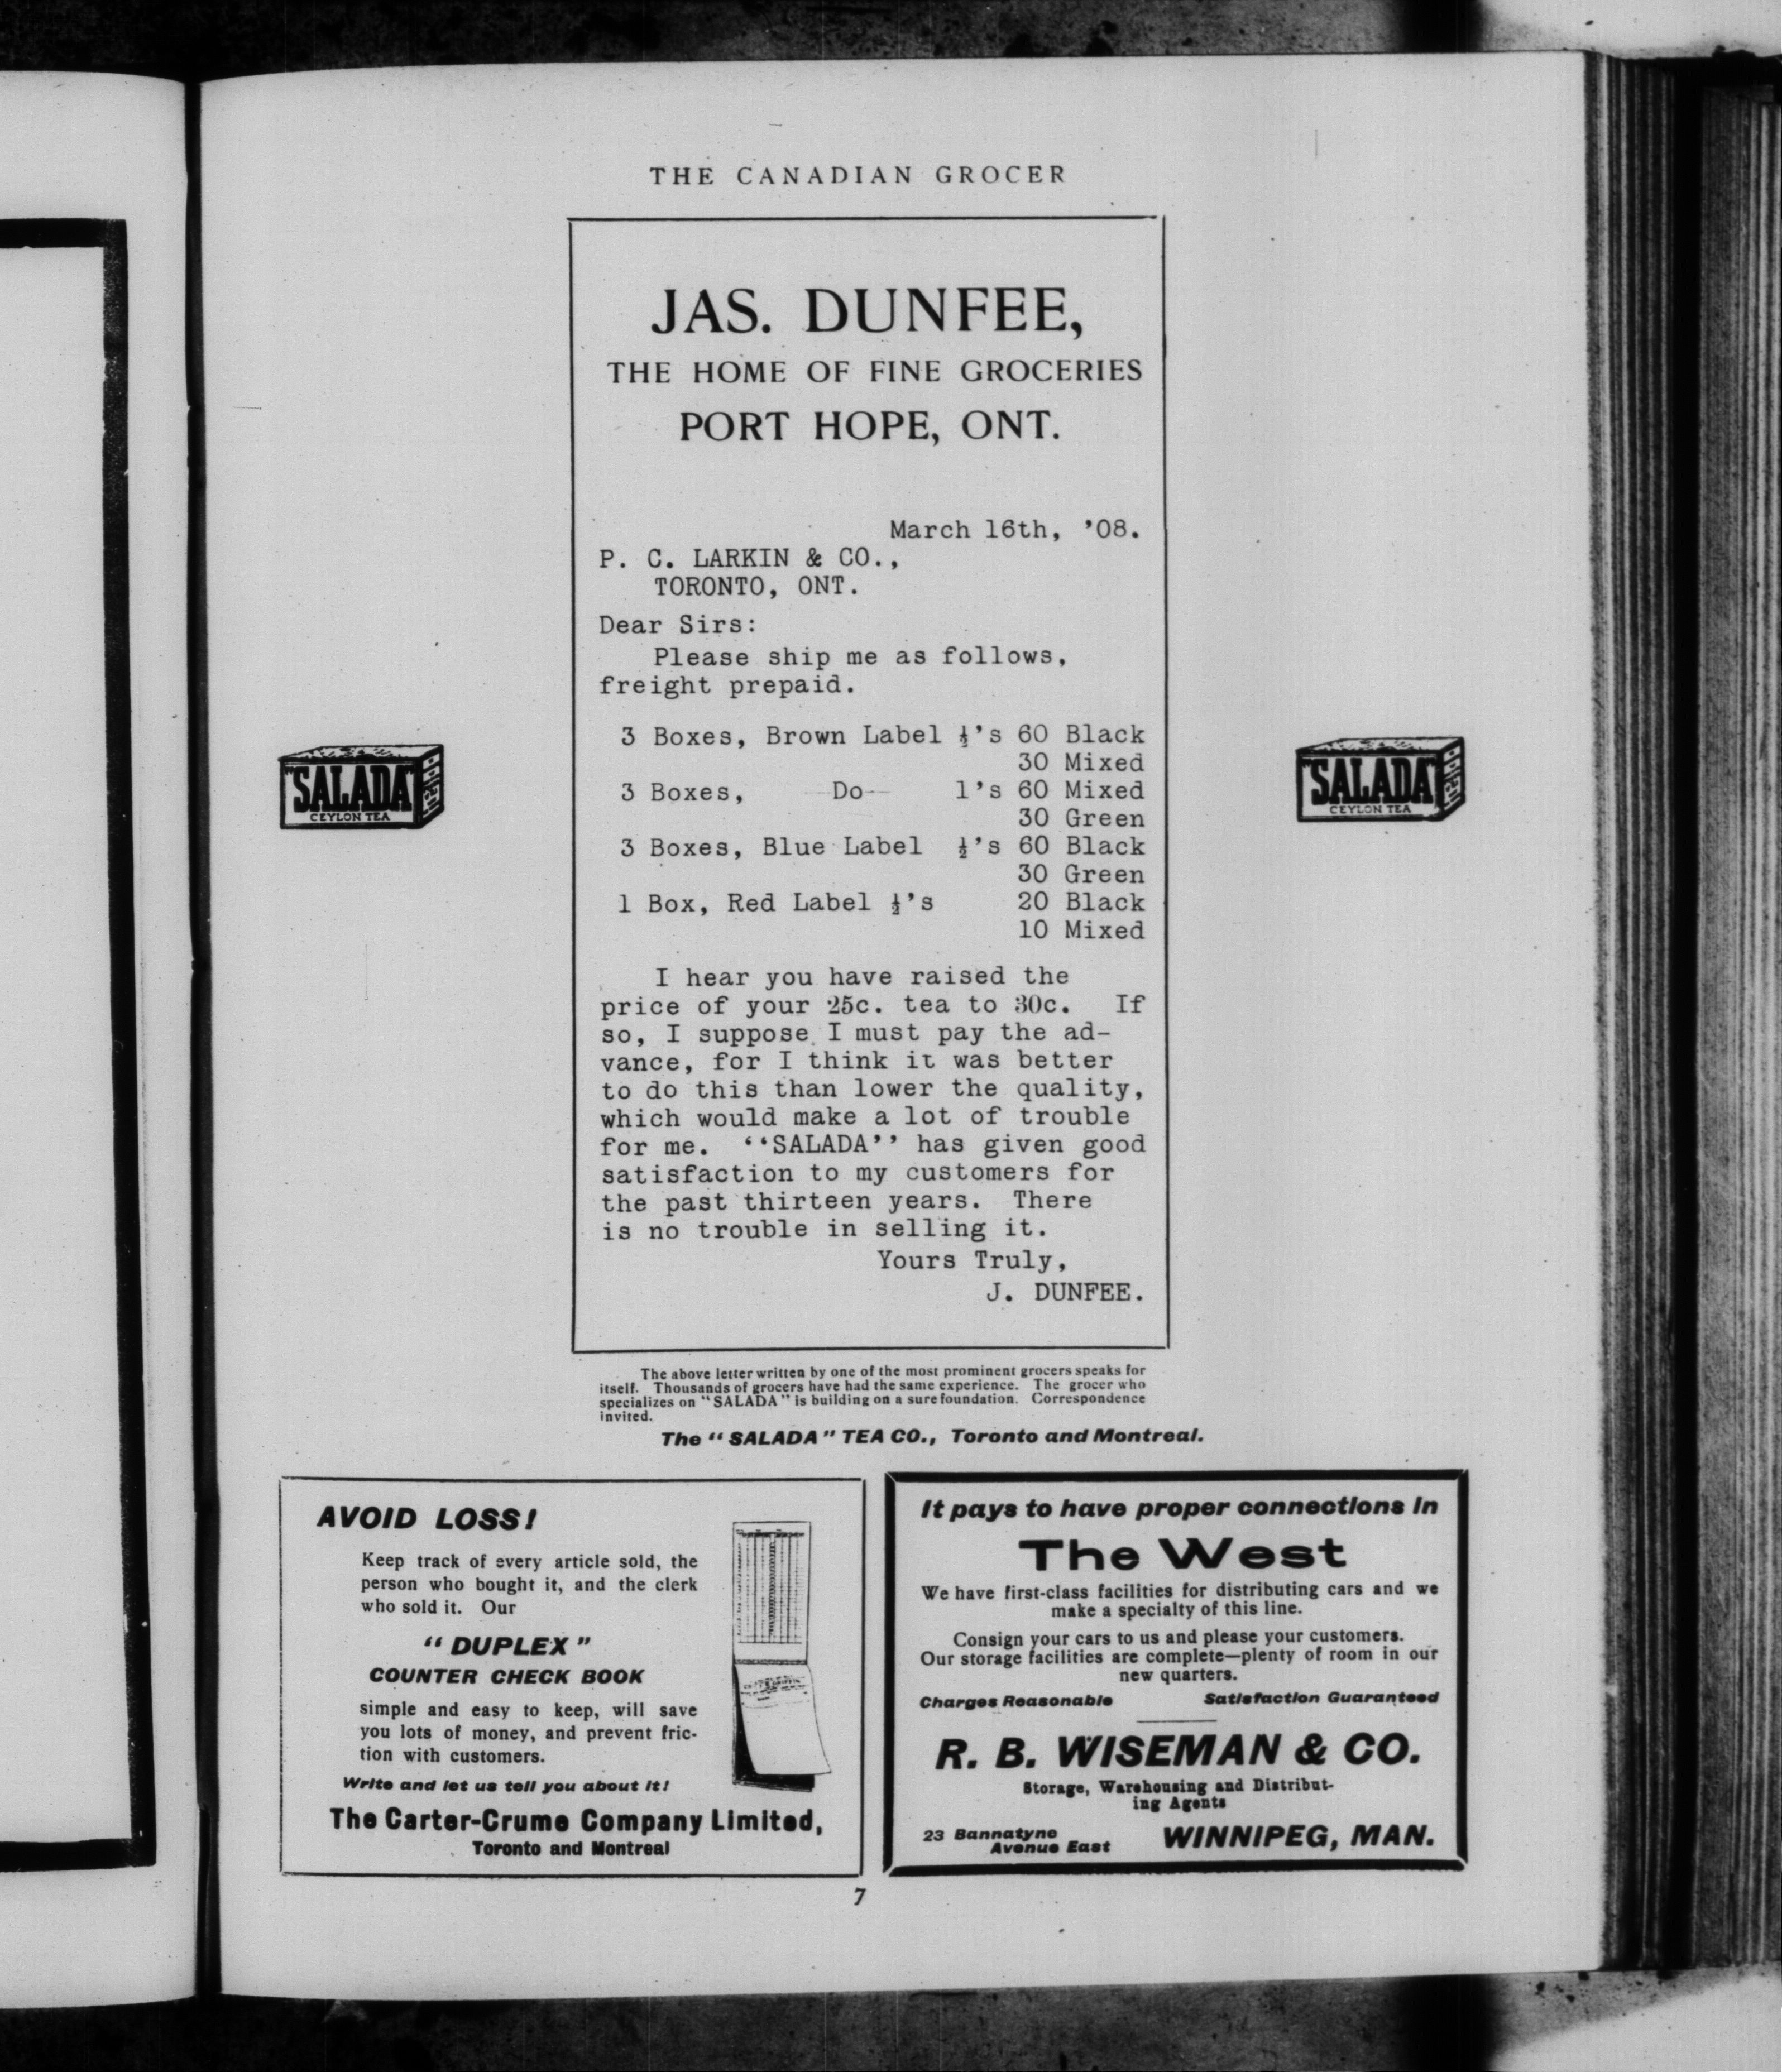 THE CANADIAN GROCER
JAS. DUNFEE,
THE HOME OF FINE GROCERIES
PORT HOPE, ONT.
March 16th, '08.
P. C. LARKIN & CO.,
TORONTO, ONT.
Dear Sirs:
Please ship me as follows,
freight prepaid.
3 Boxes, Brown Label ½'s 60 Black
30 Mixed
3 Boxes, —Do— 1's 60 Mixed
30 Green
3 Boxes, Blue Label ½'s 60 Black
30 Green
1 Box, Red Label ½'s 20 Black
10 Mixed
I hear you have raised the
price of your 25c. tea to 30c. If
so, I suppose I must pay the ad-
vance, for I think it was better
to do this than lower the quality,
which would make a lot of trouble
for me. ‘‘SALADA’’ has given good
satisfaction to my customers for
the past thirteen years. There
is no trouble in selling it.
Yours Truly,
J. DUNFEE.
"SALADA"
CEYLON TEA
"SALADA"
CEYLON TEA
The above letter written by one of the most prominent grocers speaks for
itself. Thousands of grocers have had the same experience. The grocer who
specializes on "SALADA" is building on a sure foundation. Correspondence
invited.
The "SALADA" TEA CO., Toronto and Montreal.
AVOID LOSS!
Keep track of every article sold, the
person who bought it, and the clerk
who sold it. Our
"DUPLEX"
COUNTER CHECK BOOK
simple and easy to keep, will save
you lots of money, and prevent fric-
tion with customers.
Write and let us tell you about it!
The Carter-Crume Company Limited,
Toronto and Montreal
It pays to have proper connections in
The West
We have first-class facilities for distributing cars and we
make a specialty of this line.
Consign your cars to us and please your customers.
Our storage facilities are complete—plenty of room in our
new quarters.
Charges Reasonable Satisfaction Guaranteed
R. B. WISEMAN & CO.
Storage, Warehousing and Distribut-
ing Agents
23 Bannatyne
Avenue East
WINNIPEG, MAN.
7